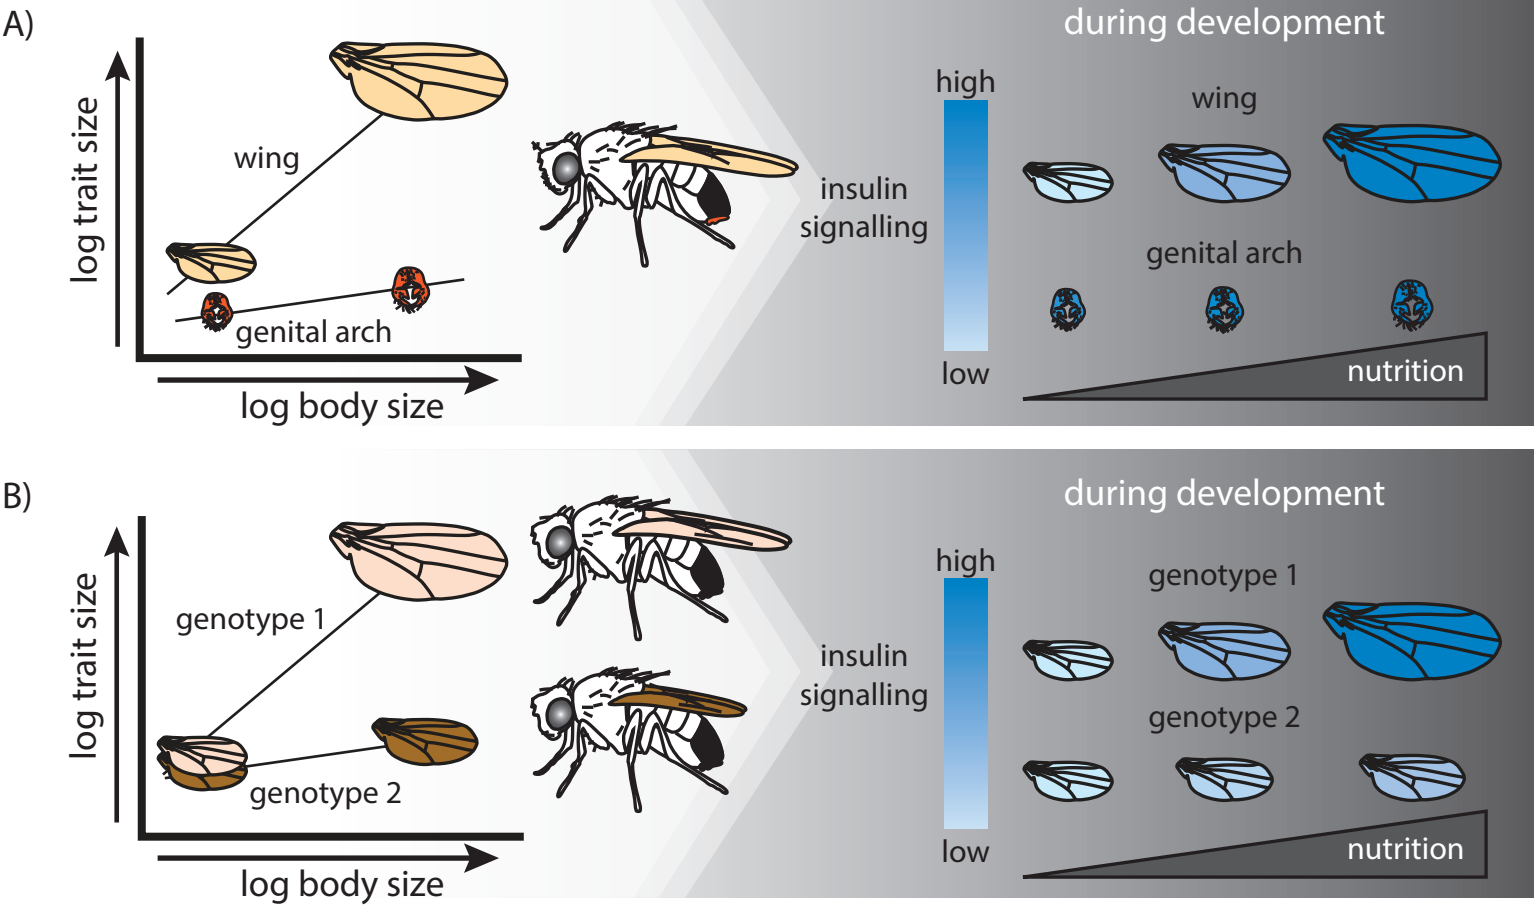 A)
during development
high
wing
wing
log trait size
insulin
signalling
genital arch
genital arch
low
nutrition
log body size
B)
during development
high
genotype 1
genotype 1
log trait size
insulin
signalling
genotype 2
genotype 2
low
nutrition
log body size